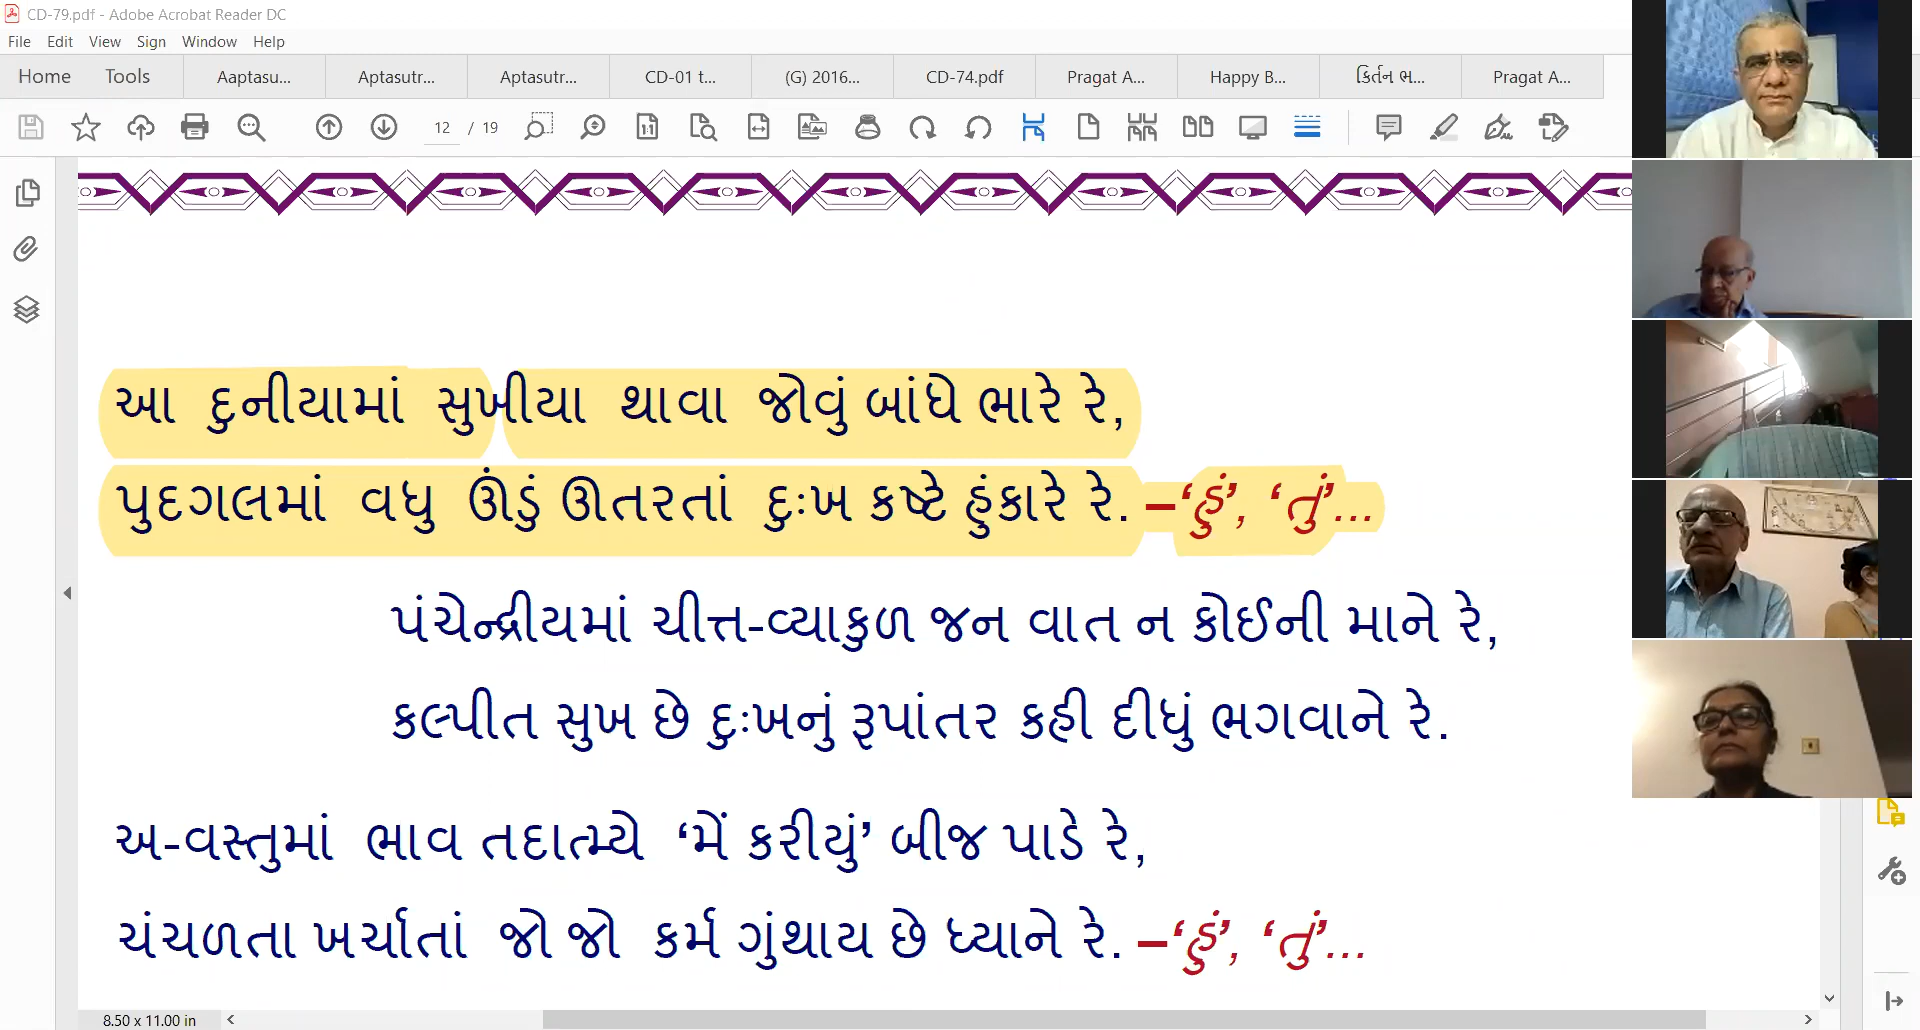 CD-79.pdf - Adobe Acrobat Reader DC
File Edit View Sign Window Help
Home Tools Aaptasu... Aptasutr... Aptasutr... CD-01 t... (G) 2016... CD-74.pdf Pragat A... Happy B... કિર્તન ભ... Pragat A...
12 / 19
આ દુનીયામાં સુખીયા થાવા જોવું બાંધે ભારે રે,
પુદગલમાં વધુ ઊંડું ઊતરતાં દુઃખ કષ્ટે હુંકારે રે. –‘હું’, ‘તું’...
પંચેન્દ્રીયમાં ચીત્ત-વ્યાકુળ જન વાત ન કોઈની માને રે,
કલ્પીત સુખ છે દુઃખનું રૂપાંતર કહી દીધું ભગવાને રે.
અ-વસ્તુમાં ભાવ તદાત્મ્યે ‘મેં કરીયું’ બીજ પાડે રે,
ચંચળતા ખર્ચાતાં જો જો કર્મ ગુંથાય છે ધ્યાને રે. –‘હું’, ‘તું’...
8.50 x 11.00 in